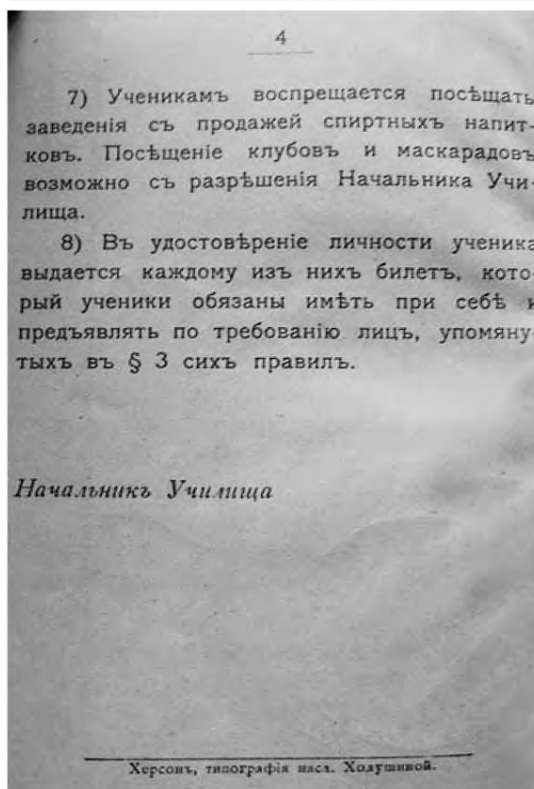 4
7) Ученикамъ воспрещается посѣщать
заведенія съ продажей спиртныхъ напит-
ковъ. Посѣщеніе клубовъ и маскарадовъ
возможно съ разрѣшенія Начальника Учи-
лища.
8) Въ удостовѣреніе личности ученика
выдается каждому изъ нихъ билетъ, кото-
рый ученики обязаны имѣть при себѣ и
предъявлять по требованію лицъ, упомяну-
тыхъ въ § 3 сихъ правилъ.
Начальникъ Училища
Херсонъ, типографія насл. Ходушиной.